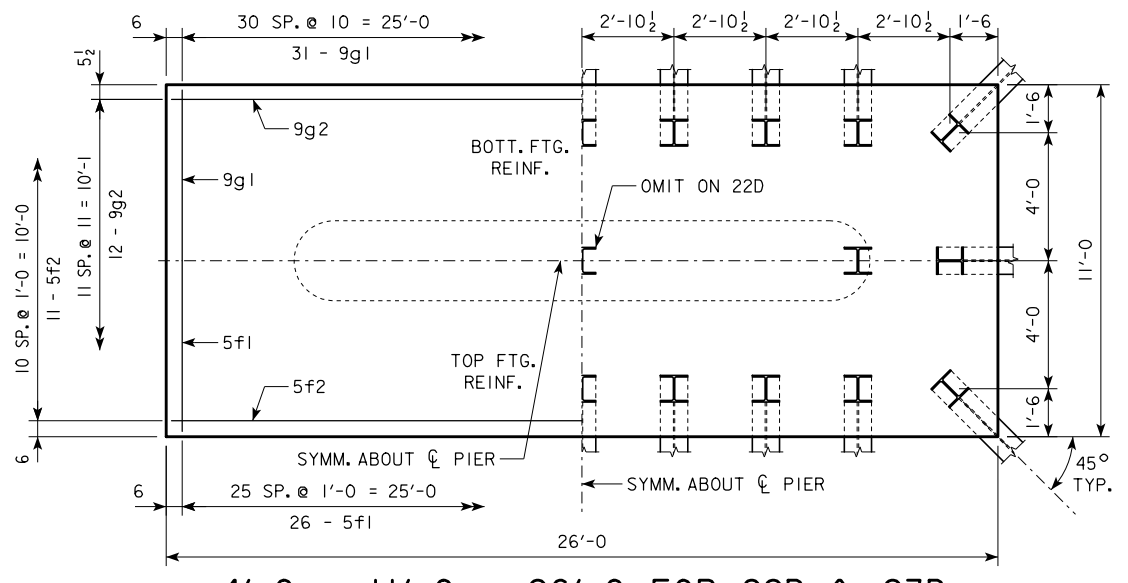 6
30 SP. @ 10 = 25'-0
31 - 9g1
2'-10½
2'-10½
2'-10½
2'-10½
1'-6
5½
9g2
BOTT. FTG.
REINF.
9g1
OMIT ON 22D
1'-6
4'-0
11'-0
4'-0
1'-6
10 SP. @ 1'-0 = 10'-0
11 - 5f2
11 SP. @ 11 = 10'-1
12 - 9g2
5f1
TOP FTG.
REINF.
5f2
6
SYMM. ABOUT ℄ PIER
SYMM. ABOUT ℄ PIER
45°
TYP.
6
25 SP. @ 1'-0 = 25'-0
26 - 5f1
26'-0